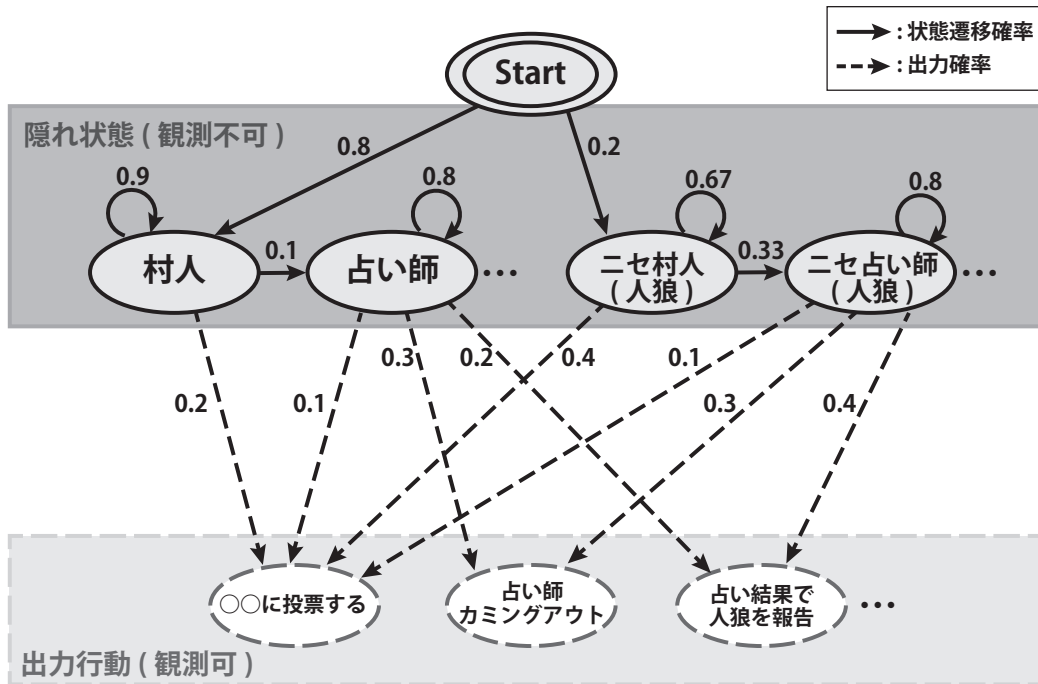 Start
: 状態遷移確率
: 出力確率
隠れ状態 ( 観測不可 )
0.8
0.2
0.9
0.8
0.67
0.8
村人
0.1
占い師
…
ニセ村人
( 人狼 )
0.33
ニセ占い師
( 人狼 )
…
0.2
0.1
0.3
0.2
0.4
0.1
0.3
0.4
○○に投票する
占い師
カミングアウト
占い結果で
人狼を報告
…
出力行動 ( 観測可 )